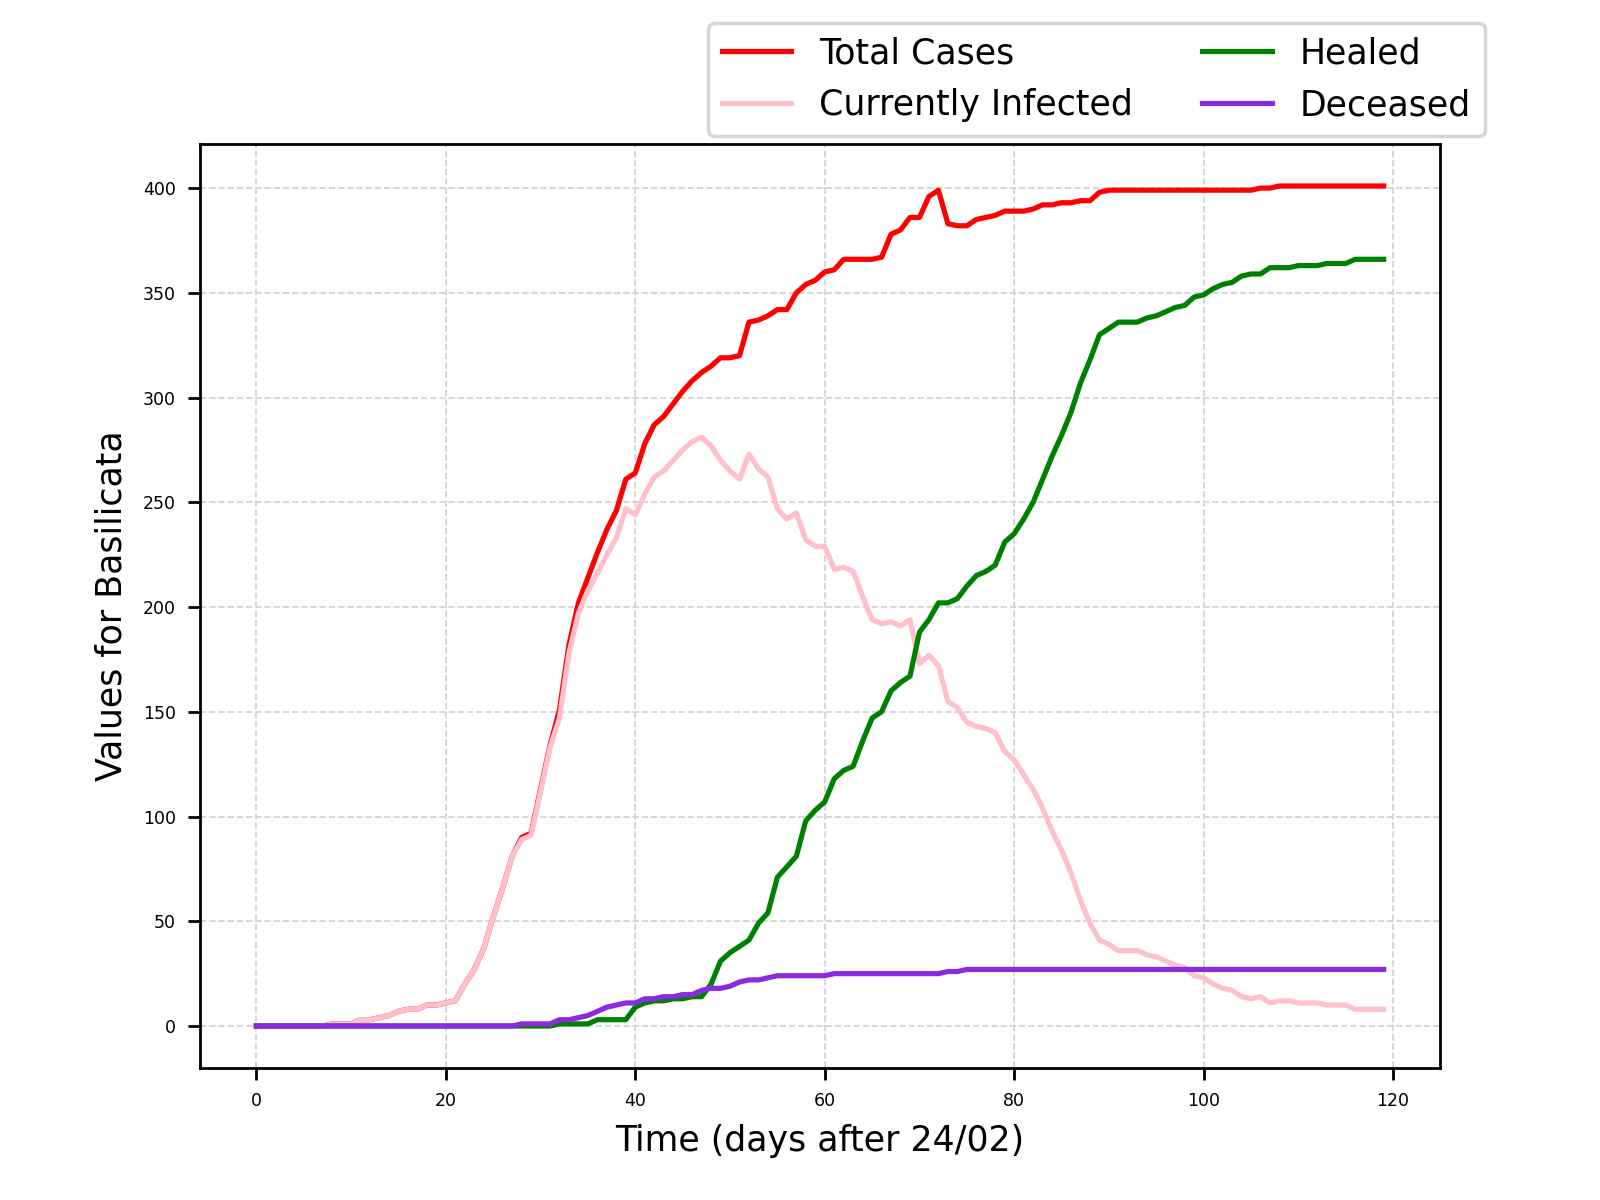 Total Cases
Currently Infected
Healed
Deceased
Values for Basilicata
400
350
300
250
200
150
100
50
0
0 20 40 60 80 100 120
Time (days after 24/02)